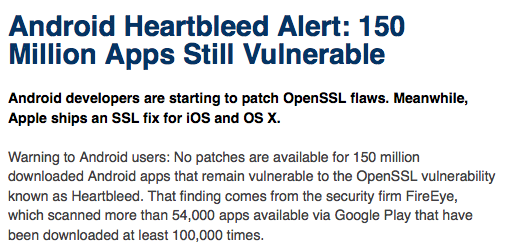 Android Heartbleed Alert: 150
Million Apps Still Vulnerable
Android developers are starting to patch OpenSSL flaws. Meanwhile,
Apple ships an SSL fix for iOS and OS X.
Warning to Android users: No patches are available for 150 million
downloaded Android apps that remain vulnerable to the OpenSSL vulnerability
known as Heartbleed. That finding comes from the security firm FireEye,
which scanned more than 54,000 apps available via Google Play that have
been downloaded at least 100,000 times.